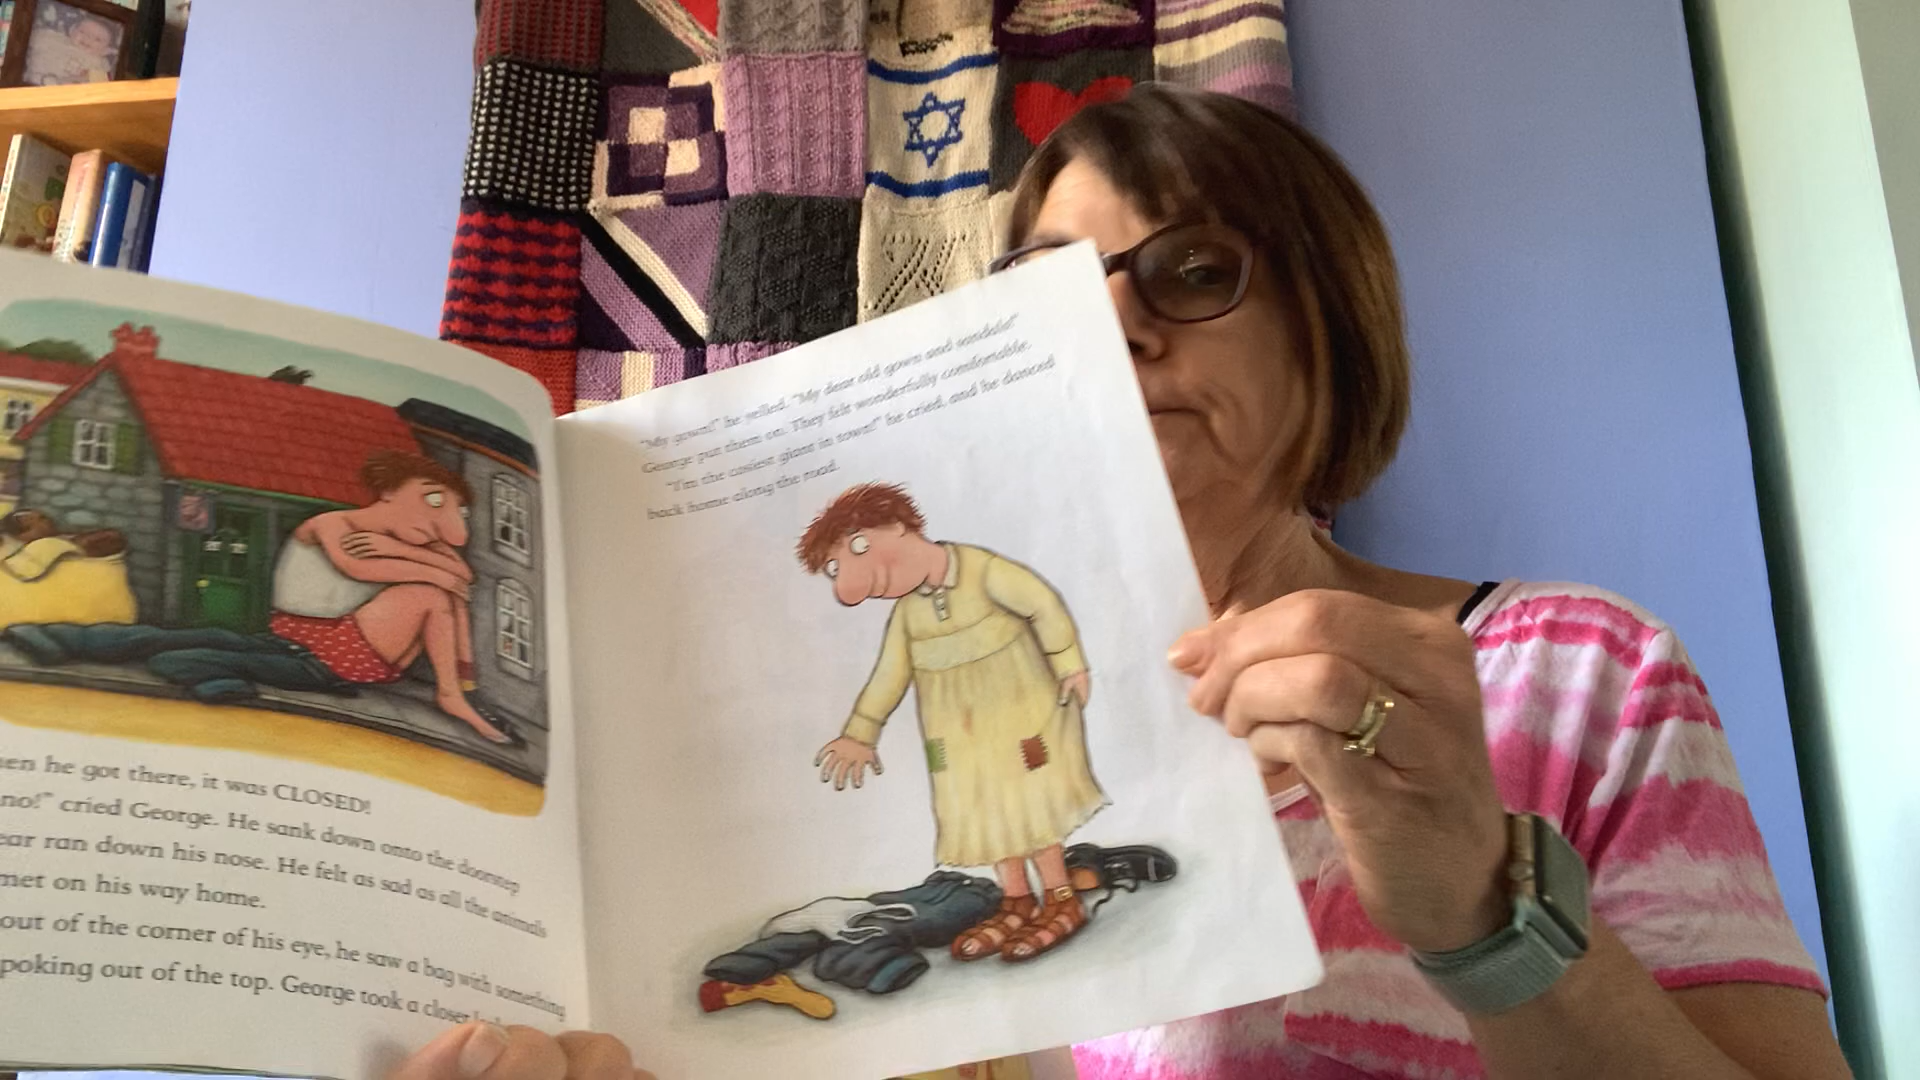 en he got there, it was CLOSED!
no!" cried George. He sank down onto the doorstep
ear ran down his nose. He felt as sad as all the animals
met on his way home.
out of the corner of his eye, he saw a bag with something
poking out of the top. George took a closer
"My gown!" he yelled. "My dear old gown and sandals!"
George put them on. They felt wonderfully comfortable.
"I'm the cosiest giant in town!" he cried, and he danced
back home along the road.